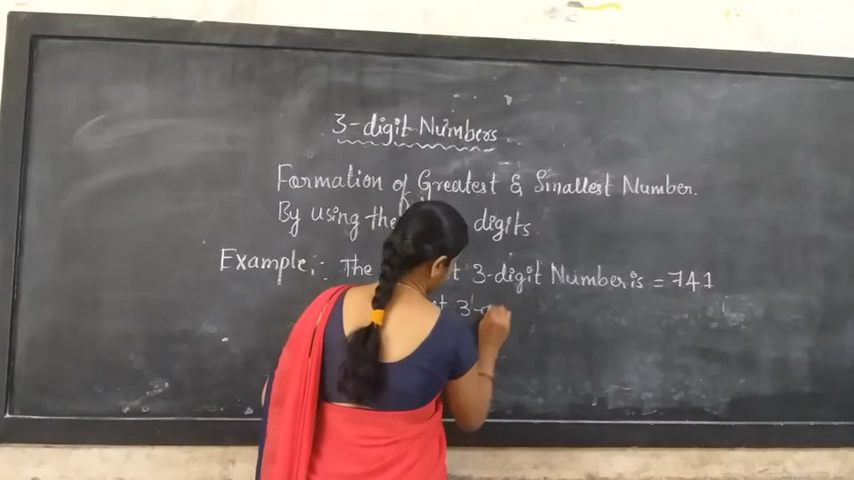 3-digit Numbers
Formation of Greatest & Smallest Number.
By using the digits.
Example:- The 3-digit Number is = 741